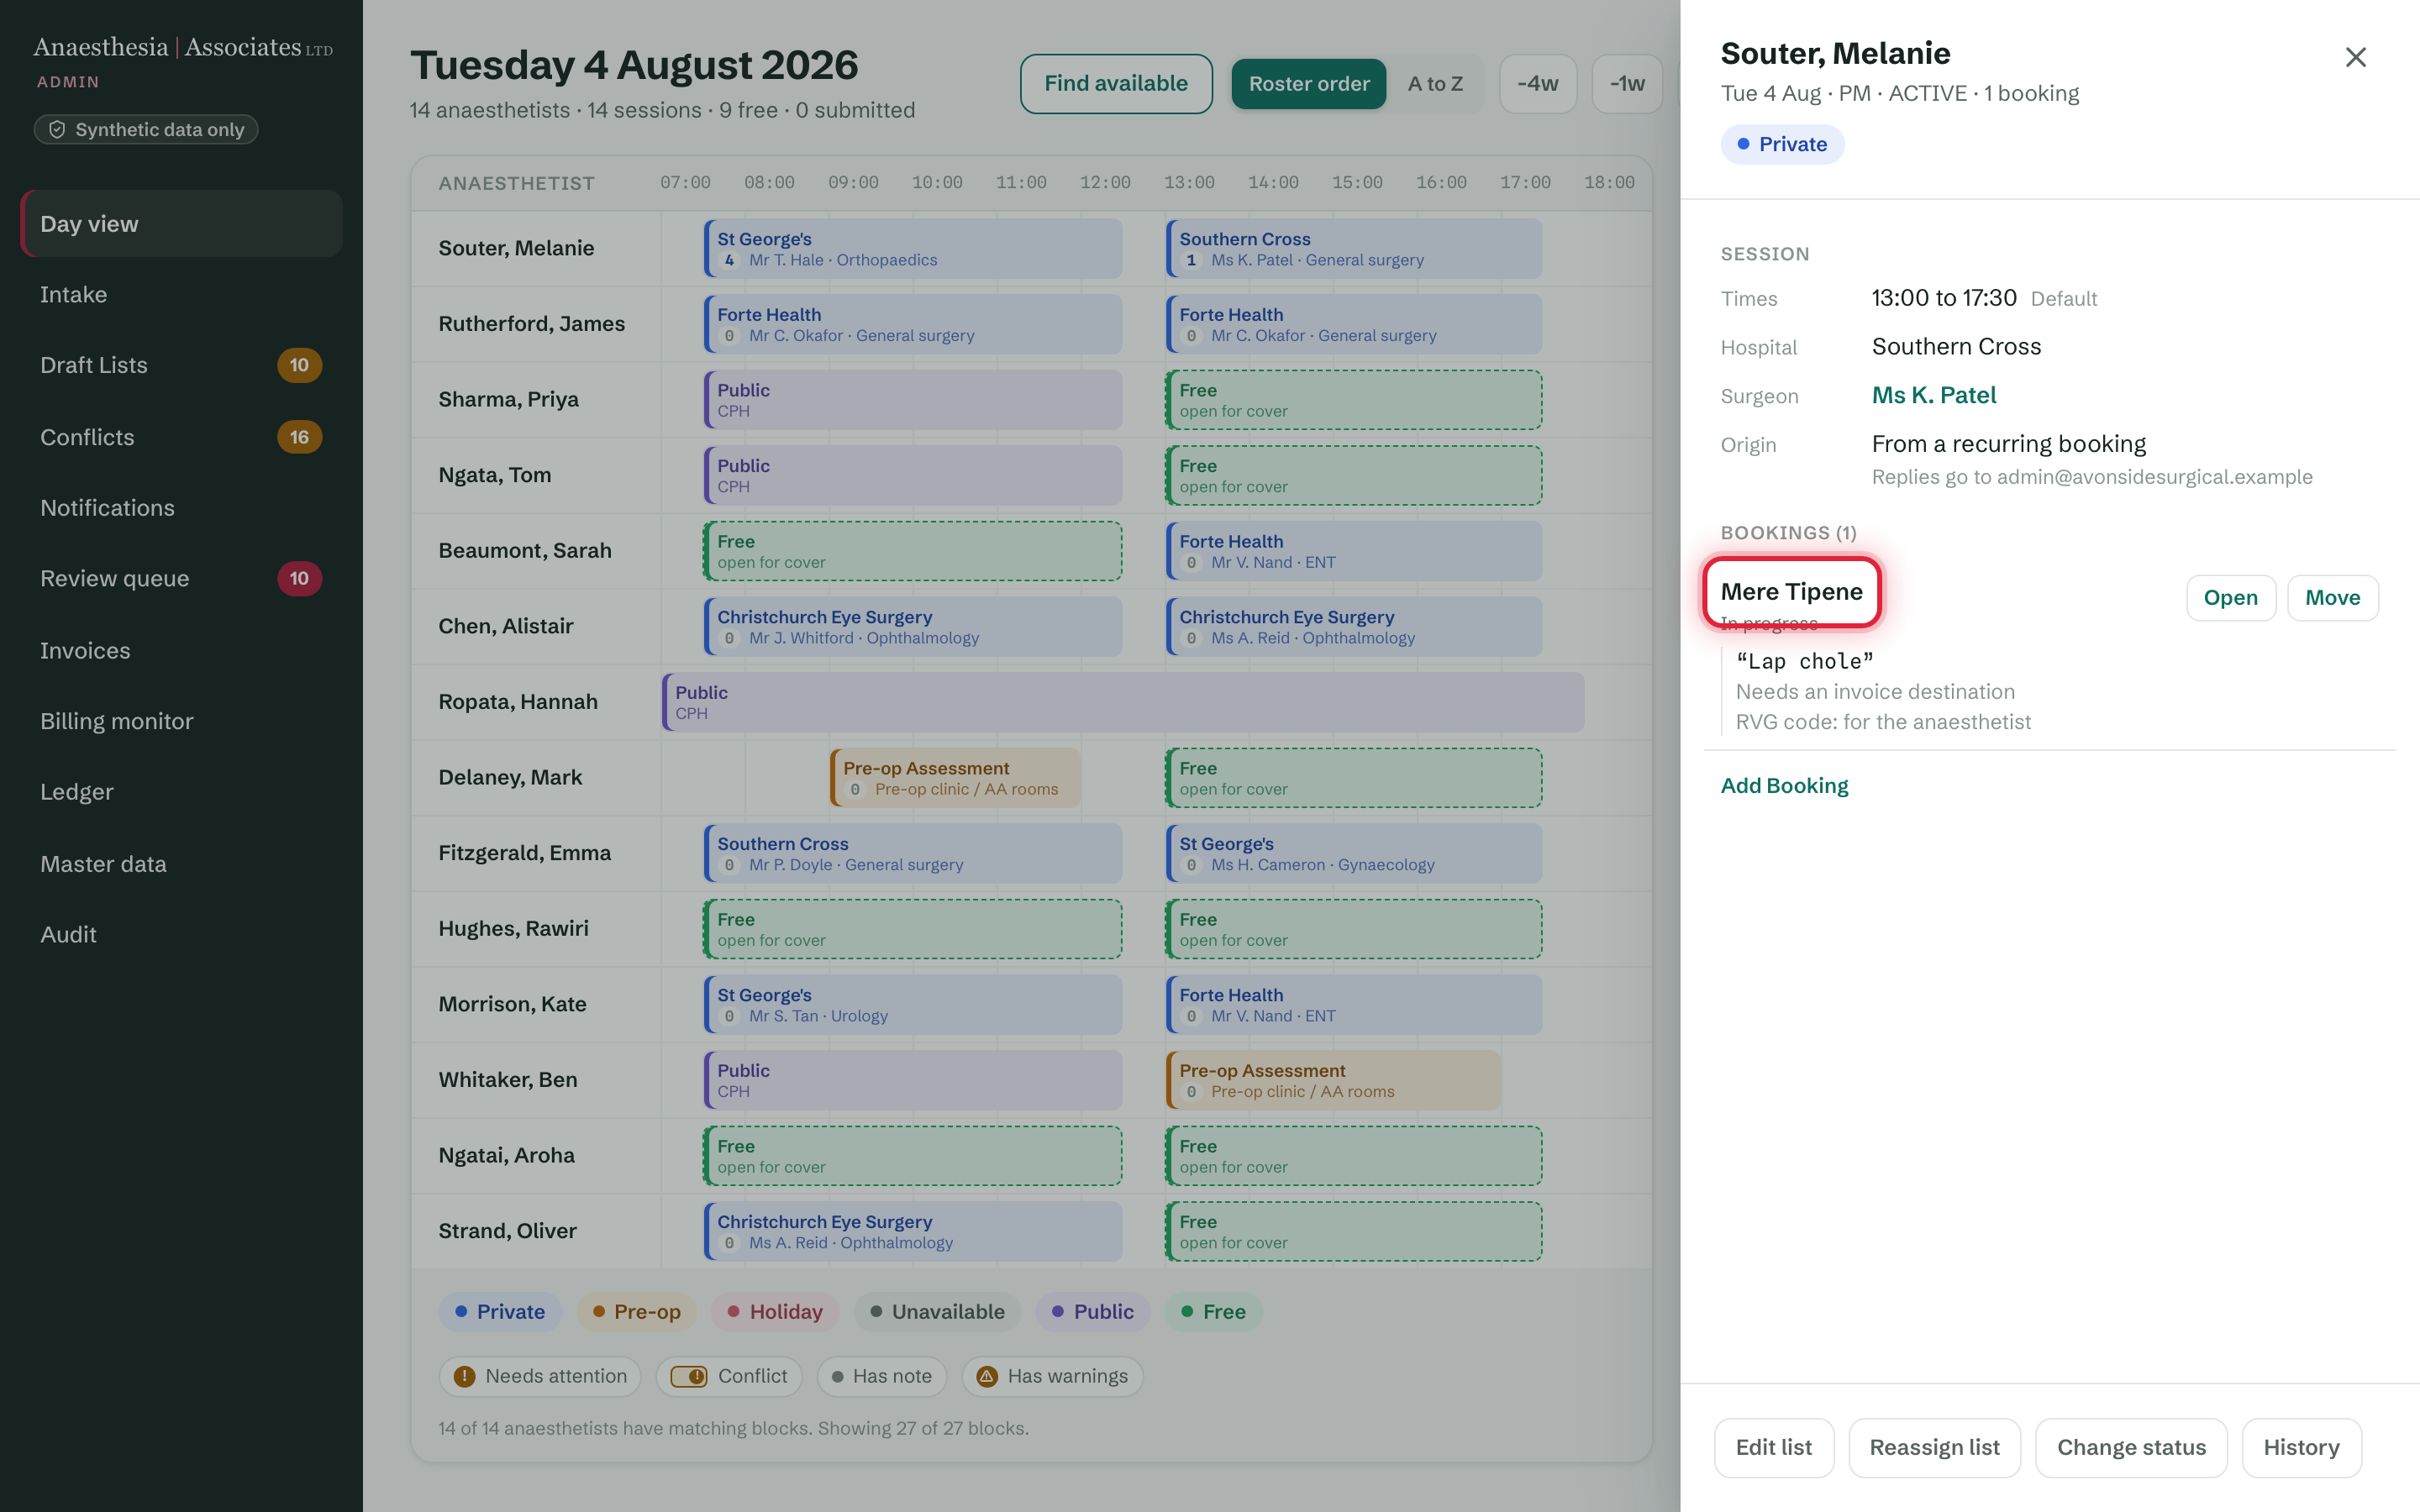 Anaesthesia | Associates LTD
ADMIN
Synthetic data only
Day view
Intake
Draft Lists 10
Conflicts 16
Notifications
Review queue 10
Invoices
Billing monitor
Ledger
Master data
Audit
Tuesday 4 August 2026
14 anaesthetists · 14 sessions · 9 free · 0 submitted
Find available
Roster order
A to Z
-4w
-1w
ANAESTHETIST 07:00 08:00 09:00 10:00 11:00 12:00 13:00 14:00 15:00 16:00 17:00 18:00
Souter, Melanie
St George's
4 Mr T. Hale · Orthopaedics
Southern Cross
1 Ms K. Patel · General surgery
Rutherford, James
Forte Health
0 Mr C. Okafor · General surgery
Forte Health
0 Mr C. Okafor · General surgery
Sharma, Priya
Public
CPH
Free
open for cover
Ngata, Tom
Public
CPH
Free
open for cover
Beaumont, Sarah
Free
open for cover
Forte Health
0 Mr V. Nand · ENT
Chen, Alistair
Christchurch Eye Surgery
0 Mr J. Whitford · Ophthalmology
Christchurch Eye Surgery
0 Ms A. Reid · Ophthalmology
Ropata, Hannah
Public
CPH
Delaney, Mark
Pre-op Assessment
0 Pre-op clinic / AA rooms
Free
open for cover
Fitzgerald, Emma
Southern Cross
0 Mr P. Doyle · General surgery
St George's
0 Ms H. Cameron · Gynaecology
Hughes, Rawiri
Free
open for cover
Free
open for cover
Morrison, Kate
St George's
0 Mr S. Tan · Urology
Forte Health
0 Mr V. Nand · ENT
Whitaker, Ben
Public
CPH
Pre-op Assessment
0 Pre-op clinic / AA rooms
Ngatai, Aroha
Free
open for cover
Free
open for cover
Strand, Oliver
Christchurch Eye Surgery
0 Ms A. Reid · Ophthalmology
Free
open for cover
Private
Pre-op
Holiday
Unavailable
Public
Free
Needs attention
Conflict
Has note
Has warnings
14 of 14 anaesthetists have matching blocks. Showing 27 of 27 blocks.
Souter, Melanie
Tue 4 Aug · PM · ACTIVE · 1 booking
Private
SESSION
Times 13:00 to 17:30 Default
Hospital Southern Cross
Surgeon Ms K. Patel
Origin From a recurring booking
Replies go to admin@avonsidesurgical.example
BOOKINGS (1)
Mere Tipene
In progress
Open
Move
“Lap chole”
Needs an invoice destination
RVG code: for the anaesthetist
Add Booking
Edit list
Reassign list
Change status
History